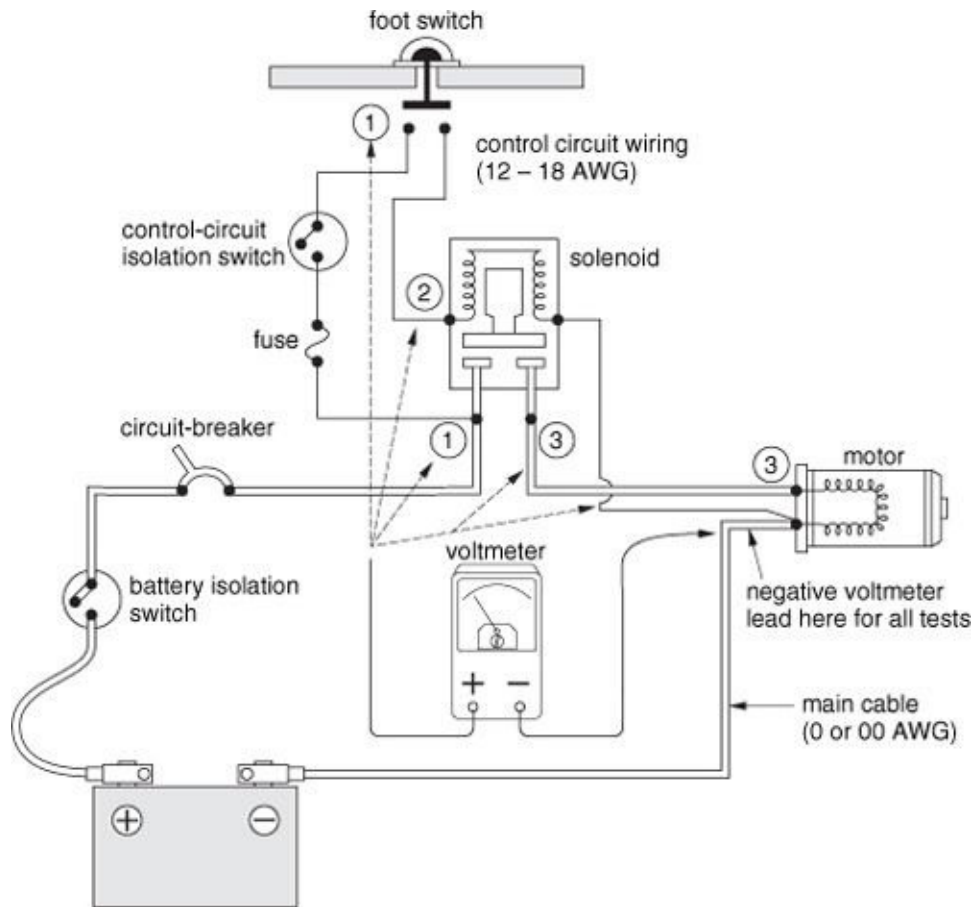 foot switch
1
control circuit wiring
(12 – 18 AWG)
control-circuit
isolation switch
solenoid
2
fuse
circuit-breaker
1
3
3
motor
voltmeter
battery isolation
switch
negative voltmeter
lead here for all tests
+ −
main cable
(0 or 00 AWG)
+ −